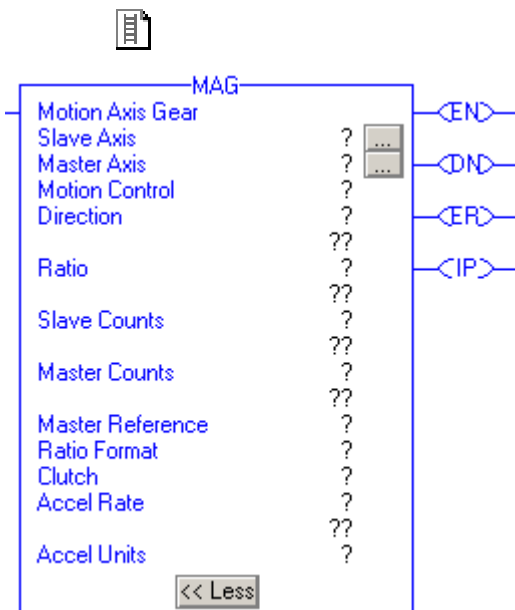 MAG
Motion Axis Gear EN
Slave Axis ? ...
Master Axis ? ... DN
Motion Control ?
Direction ? ER
??
Ratio ? IP
??
Slave Counts ?
??
Master Counts ?
??
Master Reference ?
Ratio Format ?
Clutch ?
Accel Rate ?
??
Accel Units ?
<< Less